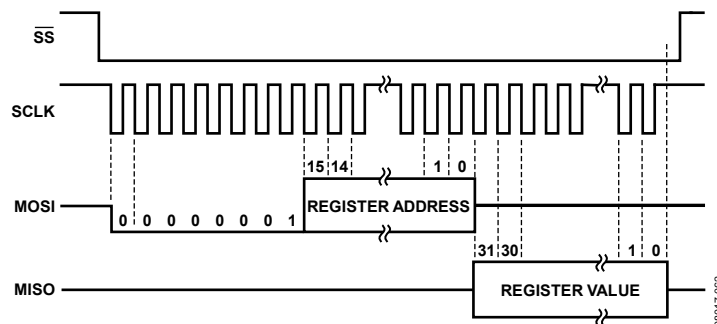 SS
SCLK
15 14 1 0
MOSI
0 0 0 0 0 0 0 1
REGISTER ADDRESS
31 30 1 0
MISO
REGISTER VALUE